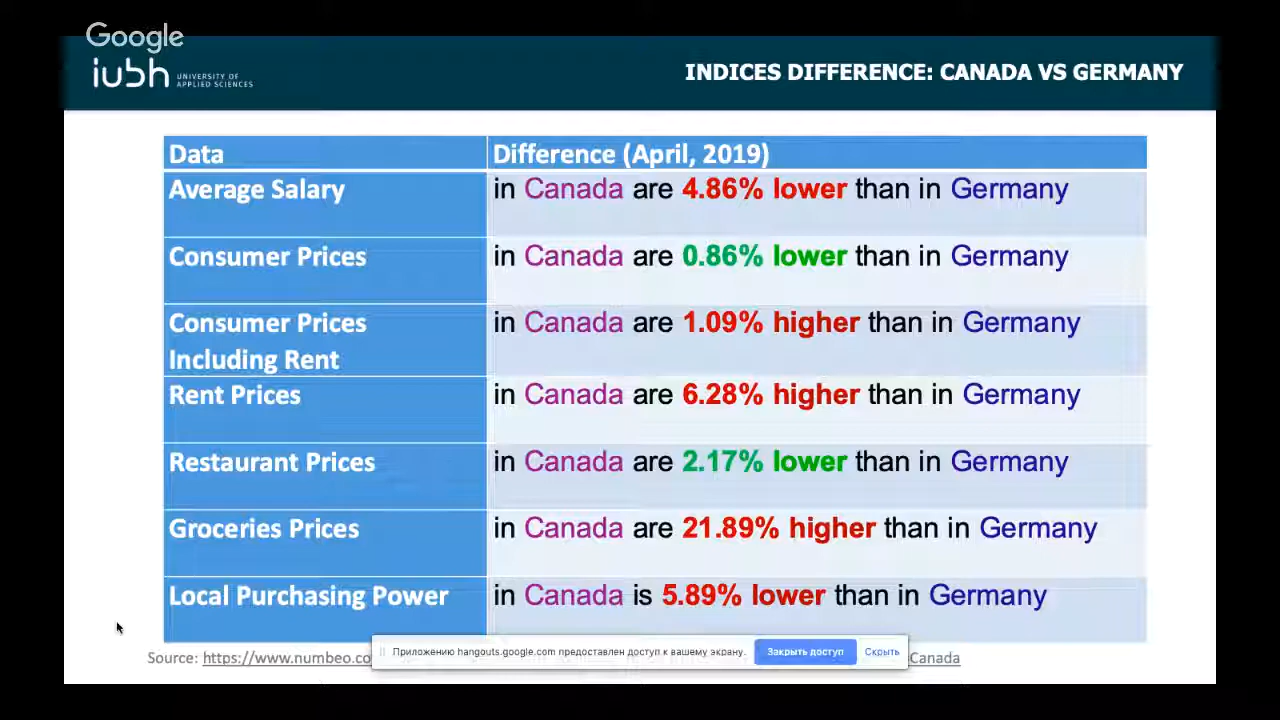 Google
iubh UNIVERSITY OF
APPLIED SCIENCES
INDICES DIFFERENCE: CANADA VS GERMANY
Data Difference (April, 2019)
Average Salary in Canada are 4.86% lower than in Germany
Consumer Prices in Canada are 0.86% lower than in Germany
Consumer Prices in Canada are 1.09% higher than in Germany
Including Rent
Rent Prices in Canada are 6.28% higher than in Germany
Restaurant Prices in Canada are 2.17% lower than in Germany
Groceries Prices in Canada are 21.89% higher than in Germany
Local Purchasing Power in Canada is 5.89% lower than in Germany
Source: https://www.numbeo.co Canada
Приложению hangouts.google.com предоставлен доступ к вашему экрану. Закрыть доступ Скрыть